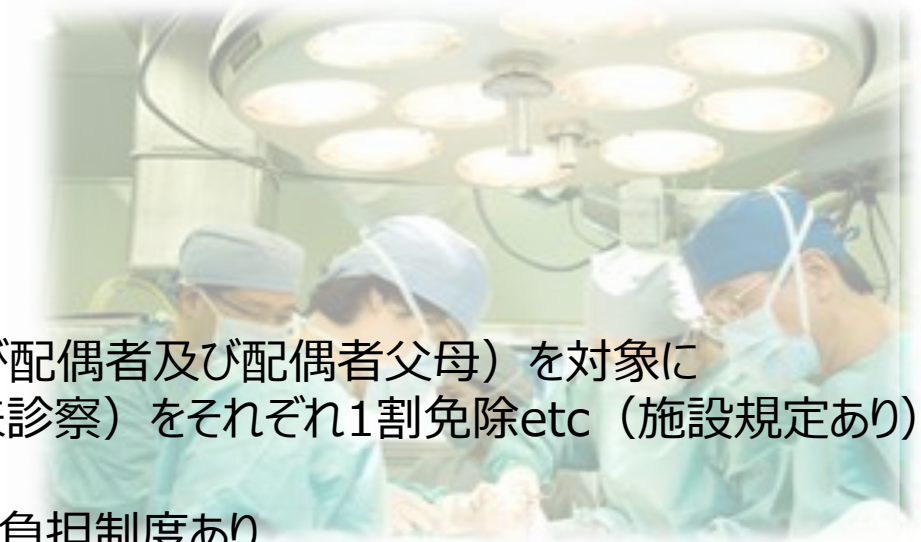 配偶者及び配偶者父母）を対象に
診察）をそれぞれ1割免除etc（施設規定あり）
負担制度あり